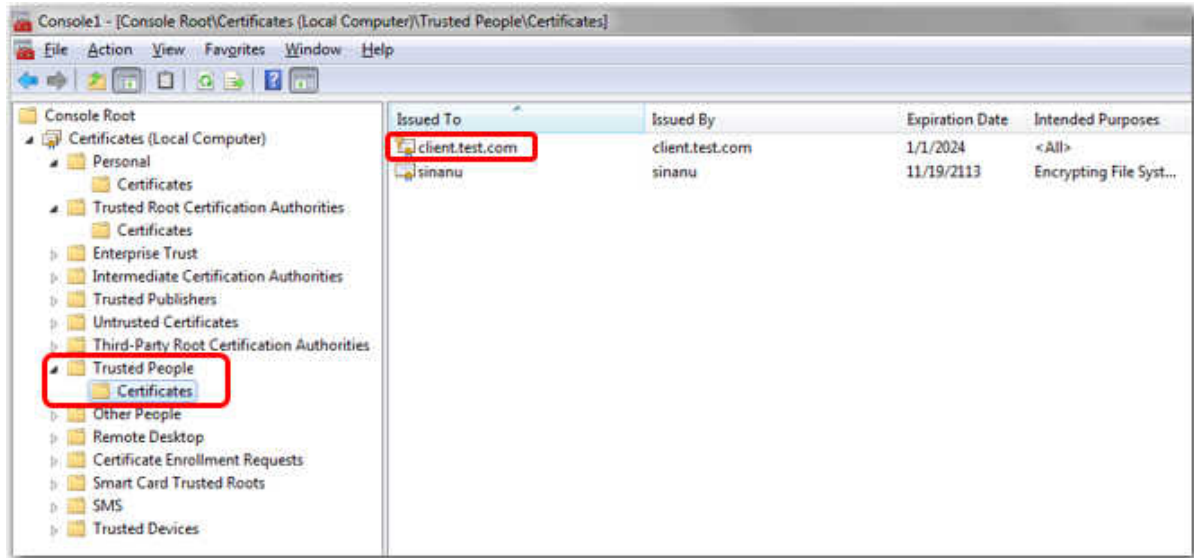 Console1 - [Console Root\Certificates (Local Computer)\Trusted People\Certificates]
File Action View Favorites Window Help
Console Root
Certificates (Local Computer)
Personal
Certificates
Trusted Root Certification Authorities
Certificates
Enterprise Trust
Intermediate Certification Authorities
Trusted Publishers
Untrusted Certificates
Third-Party Root Certification Authorities
Trusted People
Certificates
Other People
Remote Desktop
Certificate Enrollment Requests
Smart Card Trusted Roots
SMS
Trusted Devices
Issued To Issued By Expiration Date Intended Purposes
client.test.com client.test.com 1/1/2024 <All>
sinanu sinanu 11/19/2113 Encrypting File Syst...